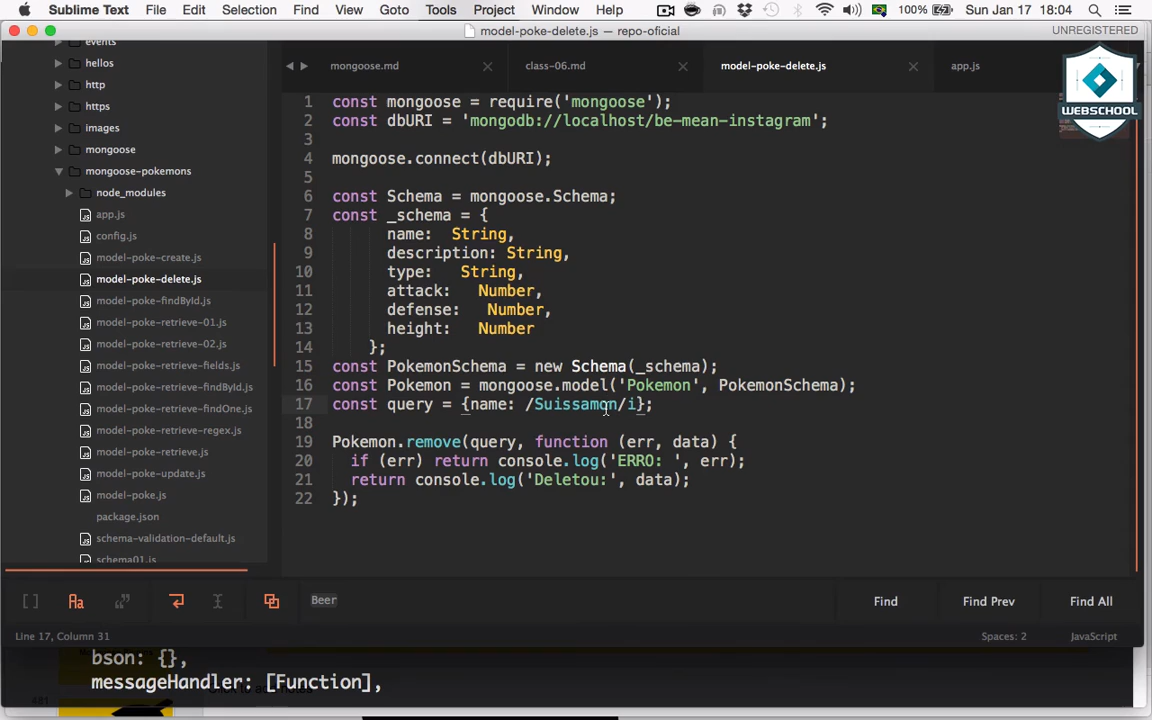 Sublime Text File Edit Selection Find View Goto Tools Project Window Help 100% Sun Jan 17 18:04
model-poke-delete.js — repo-oficial UNREGISTERED
mongoose.md class-06.md model-poke-delete.js app.js
WEBSCHOOL
events
hellos
http
https
images
mongoose
mongoose-pokemons
node_modules
app.js
config.js
model-poke-create.js
model-poke-delete.js
model-poke-findById.js
model-poke-retrieve-01.js
model-poke-retrieve-02.js
model-poke-retrieve-fields.js
model-poke-retrieve-findById.js
model-poke-retrieve-findOne.js
model-poke-retrieve-regex.js
model-poke-retrieve.js
model-poke-update.js
model-poke.js
package.json
schema-validation-default.js
schema01.js
1 const mongoose = require('mongoose');
2 const dbURI = 'mongodb://localhost/be-mean-instagram';
3
4 mongoose.connect(dbURI);
5
6 const Schema = mongoose.Schema;
7 const _schema = {
8 name: String,
9 description: String,
10 type: String,
11 attack: Number,
12 defense: Number,
13 height: Number
14 };
15 const PokemonSchema = new Schema(_schema);
16 const Pokemon = mongoose.model('Pokemon', PokemonSchema);
17 const query = {name: /Suissamon/i};
18
19 Pokemon.remove(query, function (err, data) {
20 if (err) return console.log('ERRO: ', err);
21 return console.log('Deletou:', data);
22 });
Aa Beer Find Find Prev Find All
Line 17, Column 31 Spaces: 2 JavaScript
bson: {},
messageHandler: [Function],
481